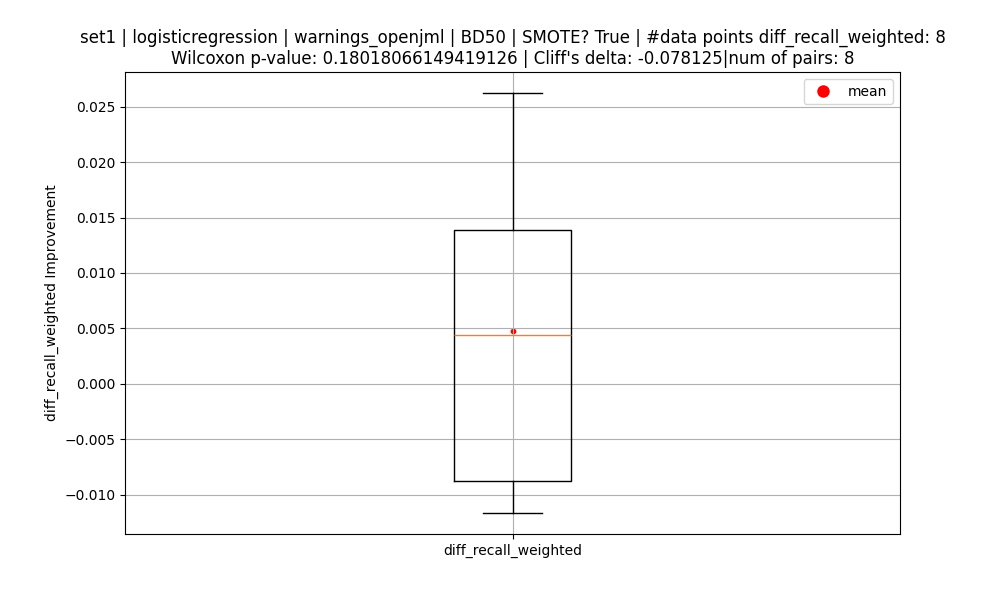 set1 | logisticregression | warnings_openjml | BD50 | SMOTE? True | #data points diff_recall_weighted: 8
Wilcoxon p-value: 0.18018066149419126 | Cliff's delta: -0.078125|num of pairs: 8
mean
0.025
0.020
0.015
0.010
0.005
0.000
−0.005
−0.010
diff_recall_weighted Improvement
diff_recall_weighted